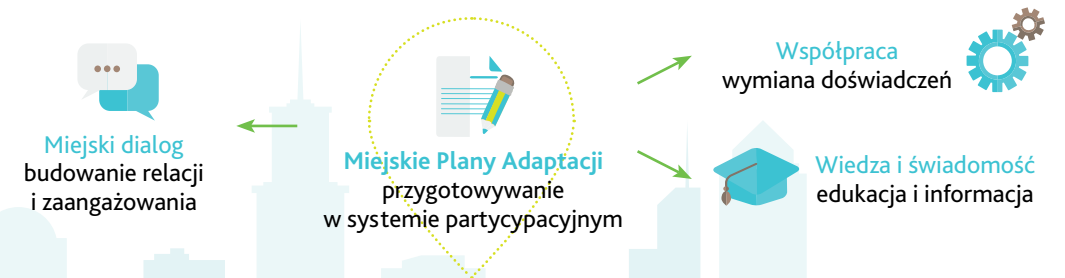 Miejski dialog
budowanie relacji
i zaangażowania
Miejskie Plany Adaptacji
przygotowywanie
w systemie partycypacyjnym
Współpraca
wymiana doświadczeń
Wiedza i świadomość
edukacja i informacja